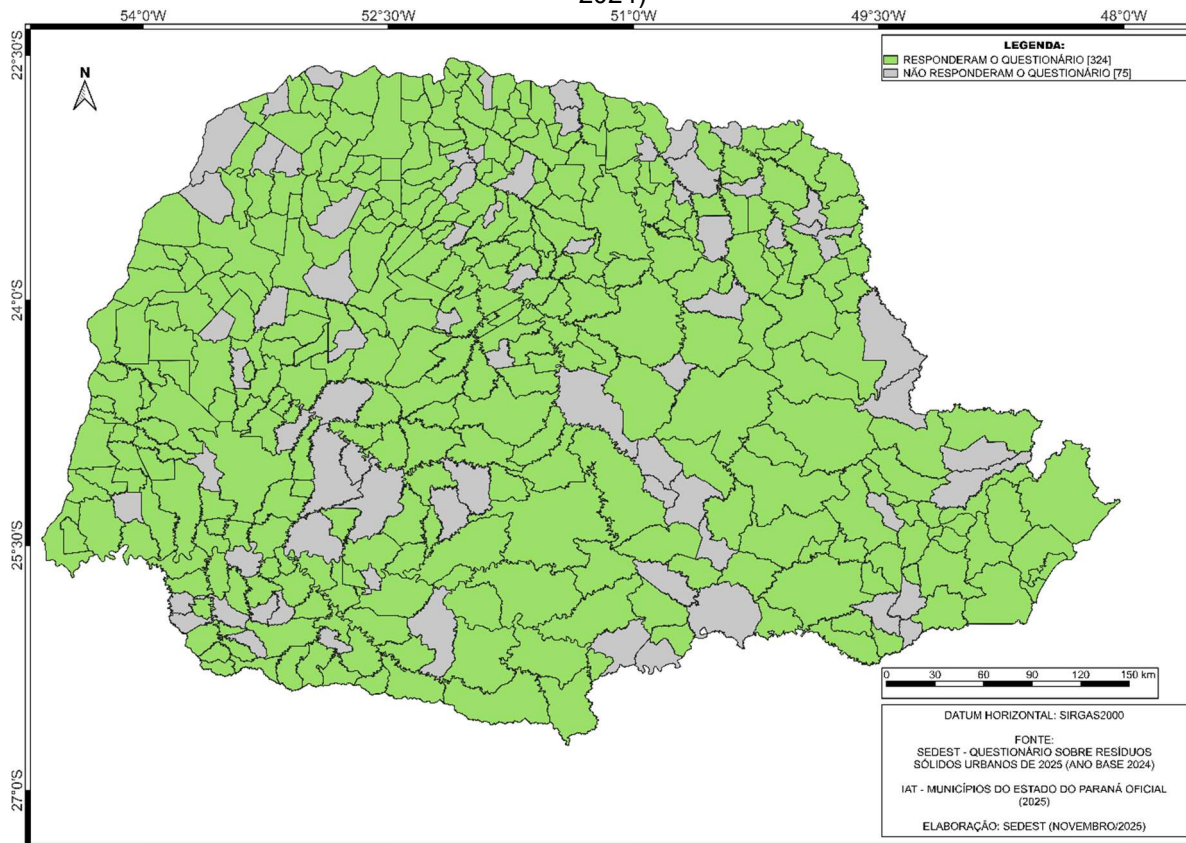 2024)
54°0'W 52°30'W 51°0'W 49°30'W 48°0'W
22°30'S
24°0'S
25°30'S
27°0'S
N
LEGENDA:
RESPONDERAM O QUESTIONÁRIO [324]
NÃO RESPONDERAM O QUESTIONÁRIO [75]
0 30 60 90 120 150 km
DATUM HORIZONTAL: SIRGAS2000
FONTE:
SEDEST - QUESTIONÁRIO SOBRE RESÍDUOS
SÓLIDOS URBANOS DE 2025 (ANO BASE 2024)
IAT - MUNICÍPIOS DO ESTADO DO PARANÁ OFICIAL
(2025)
ELABORAÇÃO: SEDEST (NOVEMBRO/2025)